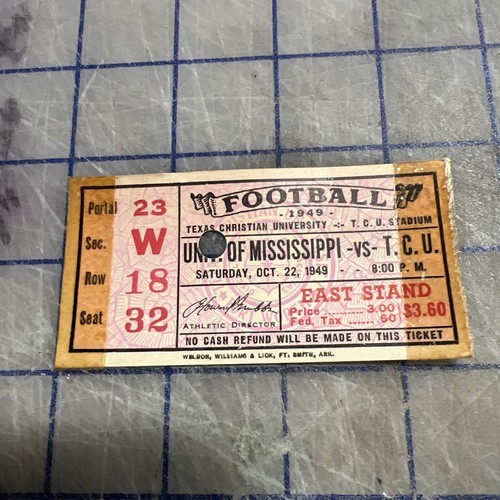 Portal 23
Sec. W
Row 18
Seat 32
FOOTBALL
- 1949 -
TEXAS CHRISTIAN UNIVERSITY -:- T. C. U. STADIUM
OF MISSISSIPPI -VS- T. C. U.
SATURDAY, OCT. 22, 1949 - - 8:00 P. M.
ATHLETIC DIRECTOR
EAST STAND
Price 3.00
Fed. Tax 60
$3.60
NO CASH REFUND WILL BE MADE ON THIS TICKET
WELDON, WILLIAMS & LICK, FT. SMITH, ARK.